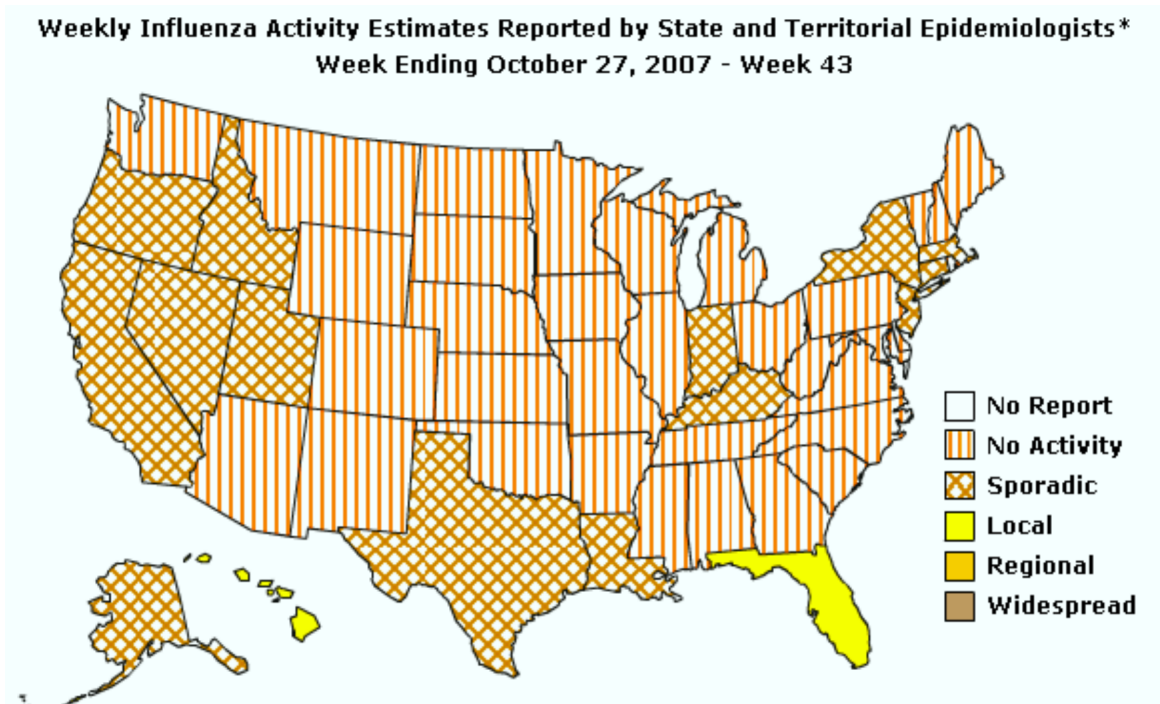 Weekly Influenza Activity Estimates Reported by State and Territorial Epidemiologists*
Week Ending October 27, 2007 - Week 43
No Report
No Activity
Sporadic
Local
Regional
Widespread